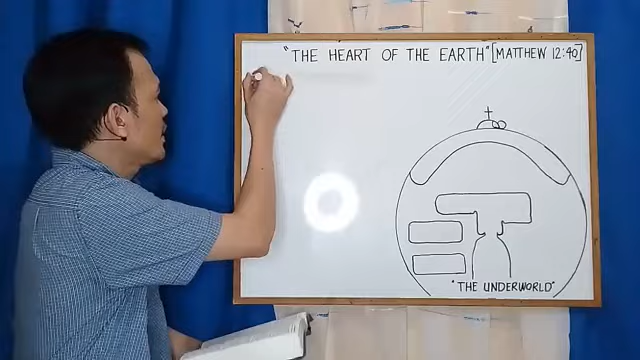 "THE HEART OF THE EARTH" [MATTHEW 12:40]
"THE UNDERWORLD"